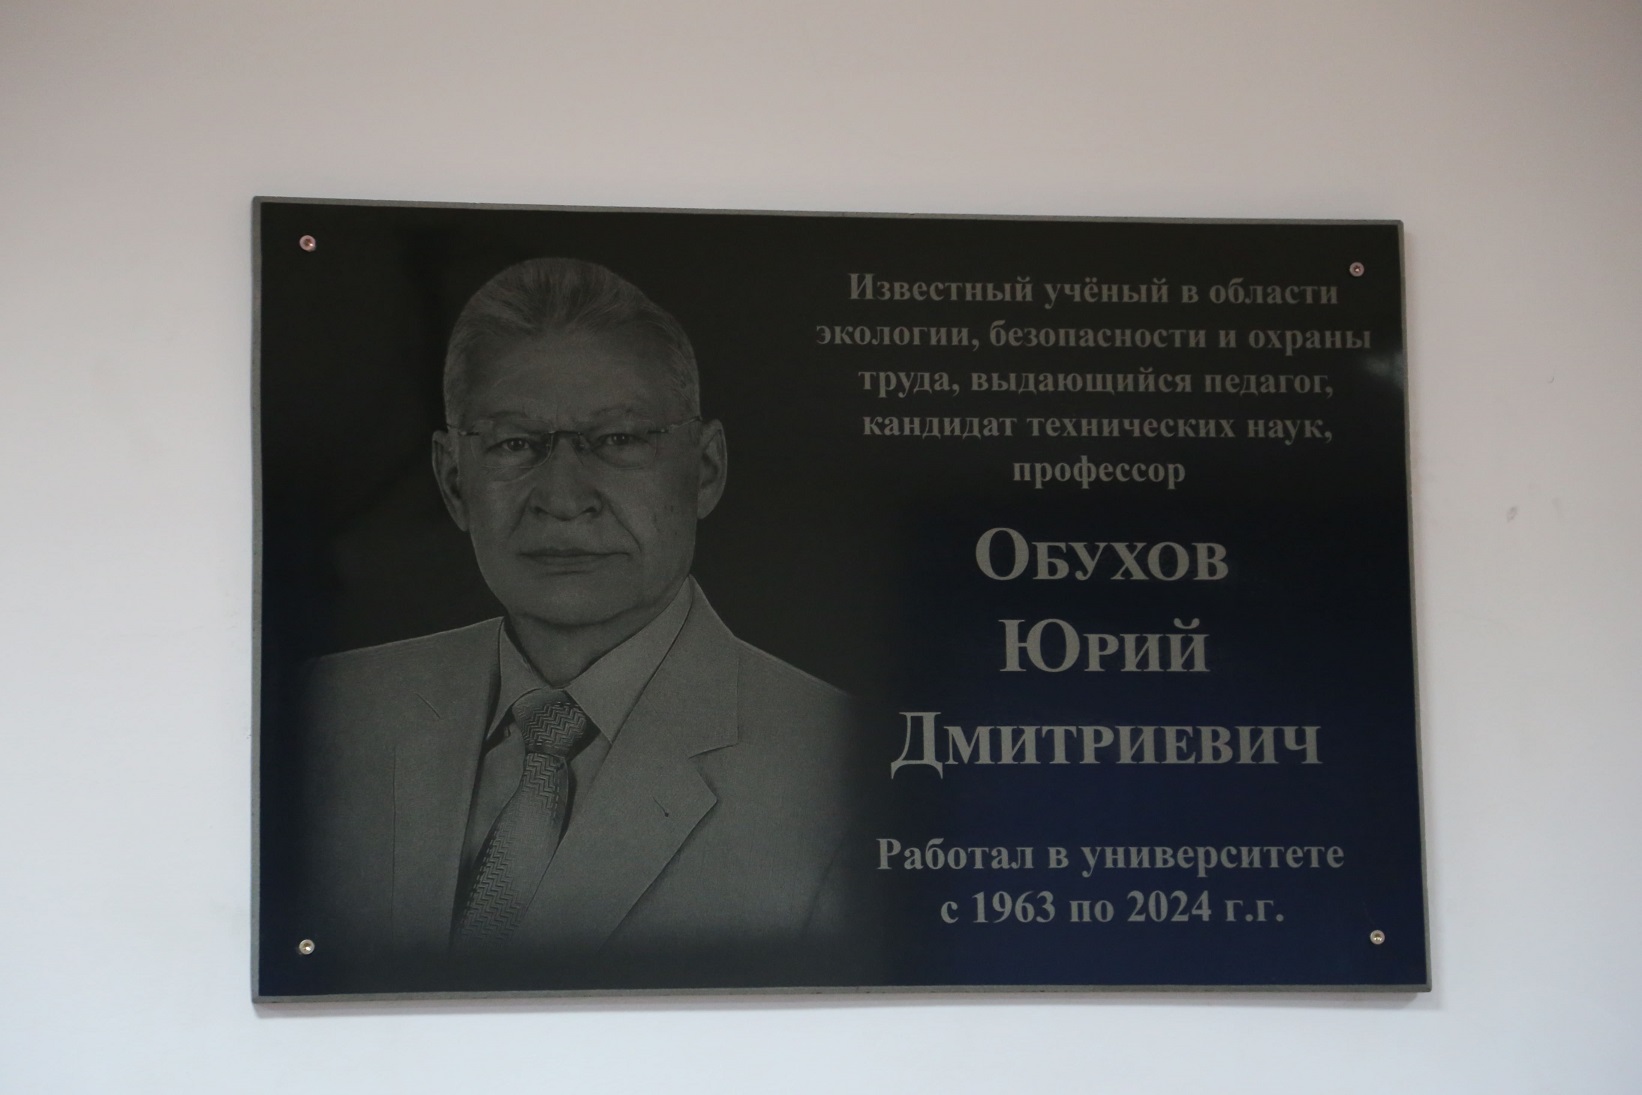 Известный учёный в области
экологии, безопасности и охраны
труда, выдающийся педагог,
кандидат технических наук,
профессор
ОБУХОВ
ЮРИЙ
ДМИТРИЕВИЧ
Работал в университете
с 1963 по 2024 г.г.